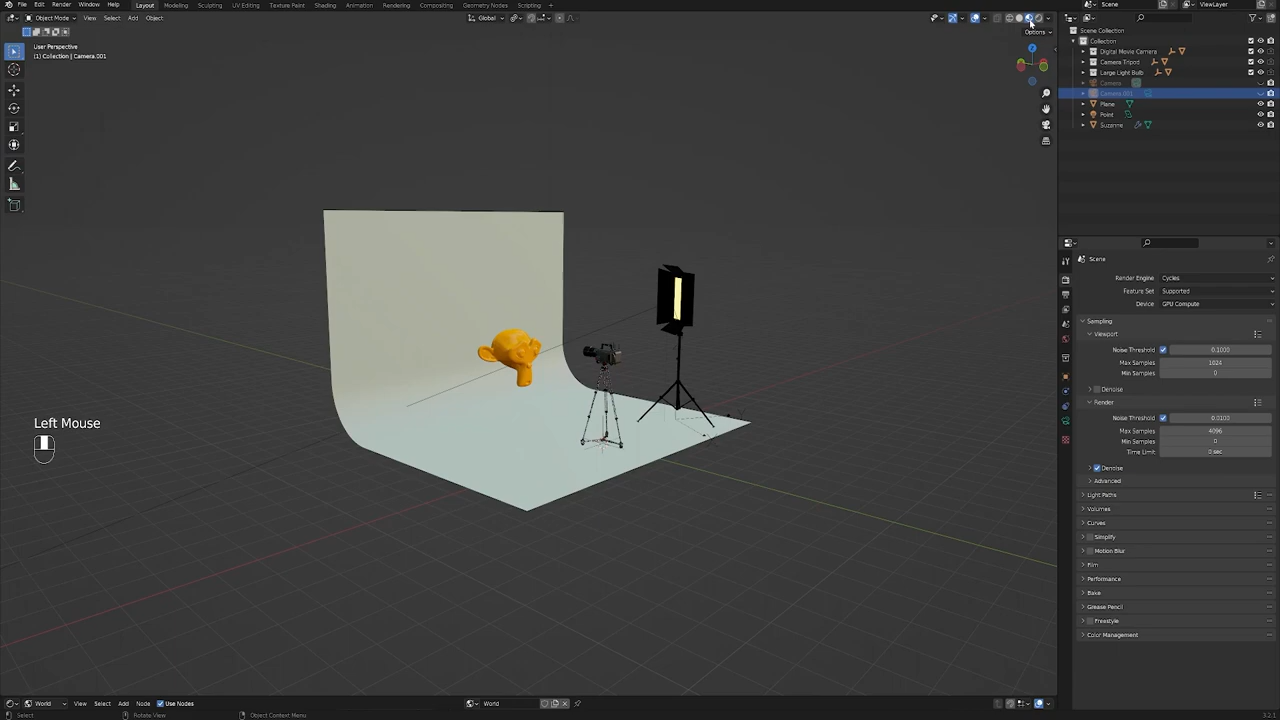 File Edit Render Window Help Layout Modeling Sculpting UV Editing Texture Paint Shading Animation Rendering Compositing Geometry Nodes Scripting Scene ViewLayer
Object Mode View Select Add Object Global
Options
User Perspective
(1) Collection | Camera.001
Scene Collection
Collection
Digital Movie Camera
Camera Tripod
Large Light Bulb
Camera
Camera.001
Plane
Point
Suzanne
Scene
Render Engine Cycles
Feature Set Supported
Device GPU Compute
Sampling
Viewport
Noise Threshold 0.1000
Max Samples 1024
Min Samples 0
Denoise
Render
Noise Threshold 0.0100
Max Samples 4096
Min Samples 0
Time Limit 0 sec
Denoise
Advanced
Light Paths
Volumes
Curves
Simplify
Motion Blur
Film
Performance
Bake
Grease Pencil
Freestyle
Color Management
Left Mouse
World View Select Add Node Use Nodes World
Select Rotate View Object Context Menu 3.2.1